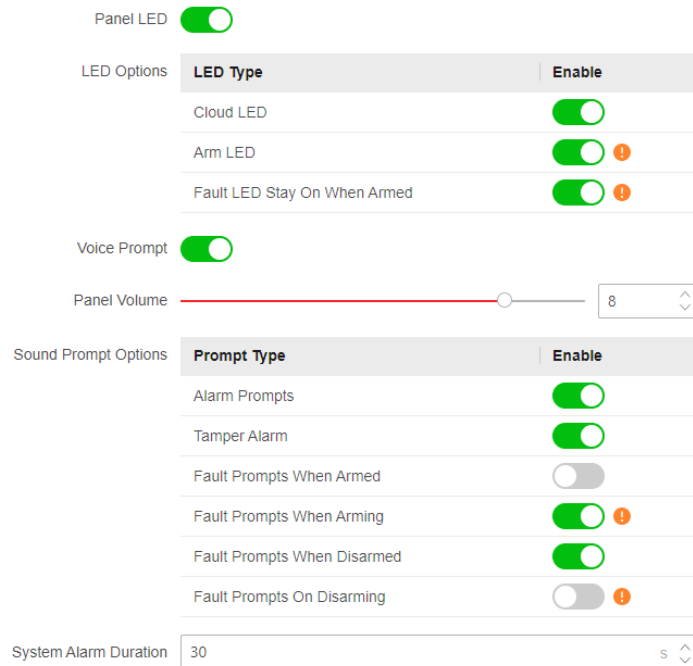 Panel LED
LED Options LED Type Enable
Cloud LED
Arm LED !
Fault LED Stay On When Armed !
Voice Prompt
Panel Volume 8
Sound Prompt Options Prompt Type Enable
Alarm Prompts
Tamper Alarm
Fault Prompts When Armed
Fault Prompts When Arming !
Fault Prompts When Disarmed
Fault Prompts On Disarming !
System Alarm Duration 30 s